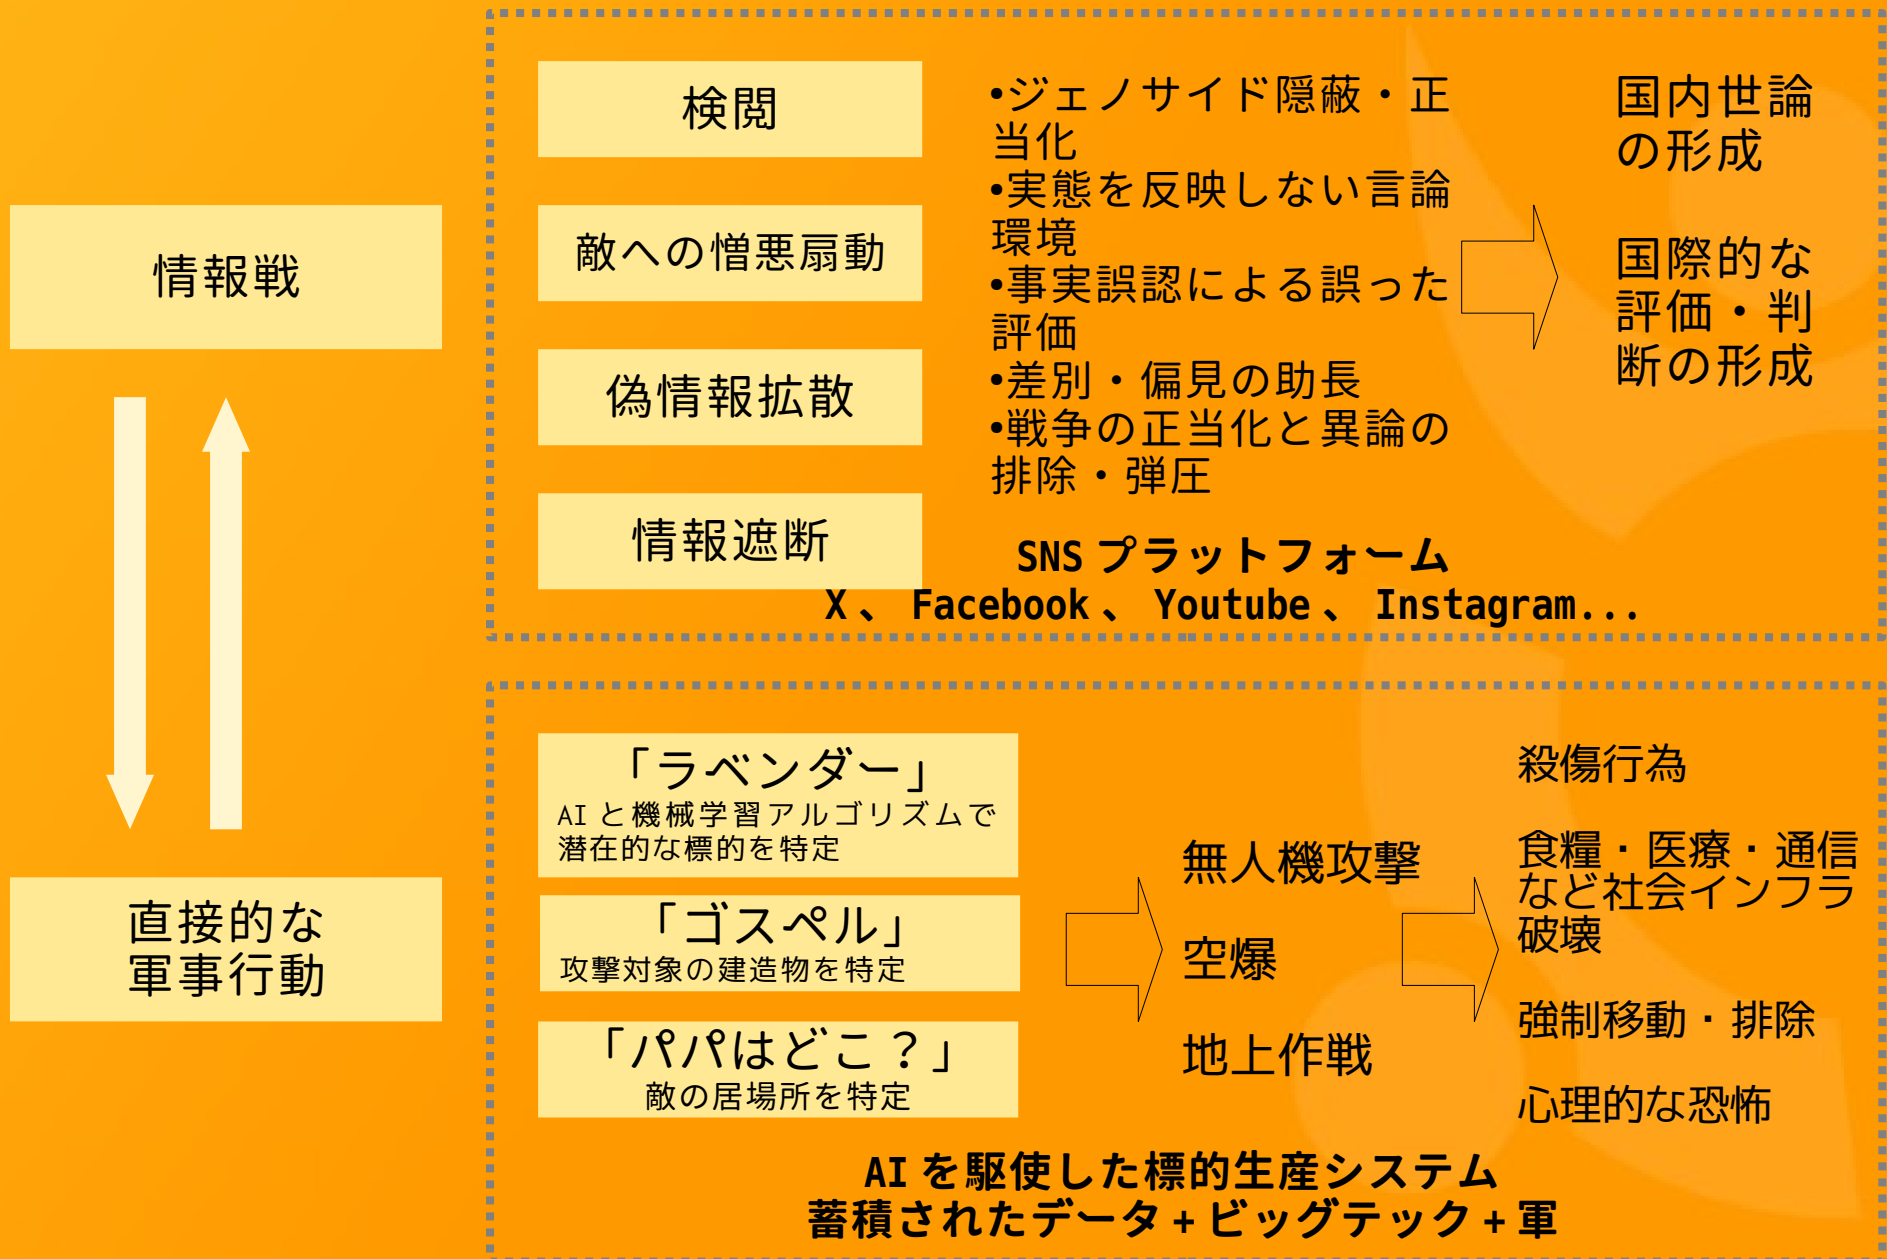 情報戦
直接的な
軍事行動
検閲
敵への憎悪扇動
偽情報拡散
情報遮断
•ジェノサイド隠蔽・正
当化
•実態を反映しない言論
環境
•事実誤認による誤った
評価
•差別・偏見の助長
•戦争の正当化と異論の
排除・弾圧
国内世論
の形成
国際的な
評価・判
断の形成
SNS プラットフォーム
X 、 Facebook 、 Youtube 、 Instagram...
「ラベンダー」
AI と機械学習アルゴリズムで
潜在的な標的を特定
「ゴスペル」
攻撃対象の建造物を特定
「パパはどこ？」
敵の居場所を特定
無人機攻撃
空爆
地上作戦
殺傷行為
食糧・医療・通信
など社会インフラ
破壊
強制移動・排除
心理的な恐怖
AI を駆使した標的生産システム
蓄積されたデータ + ビッグテック + 軍